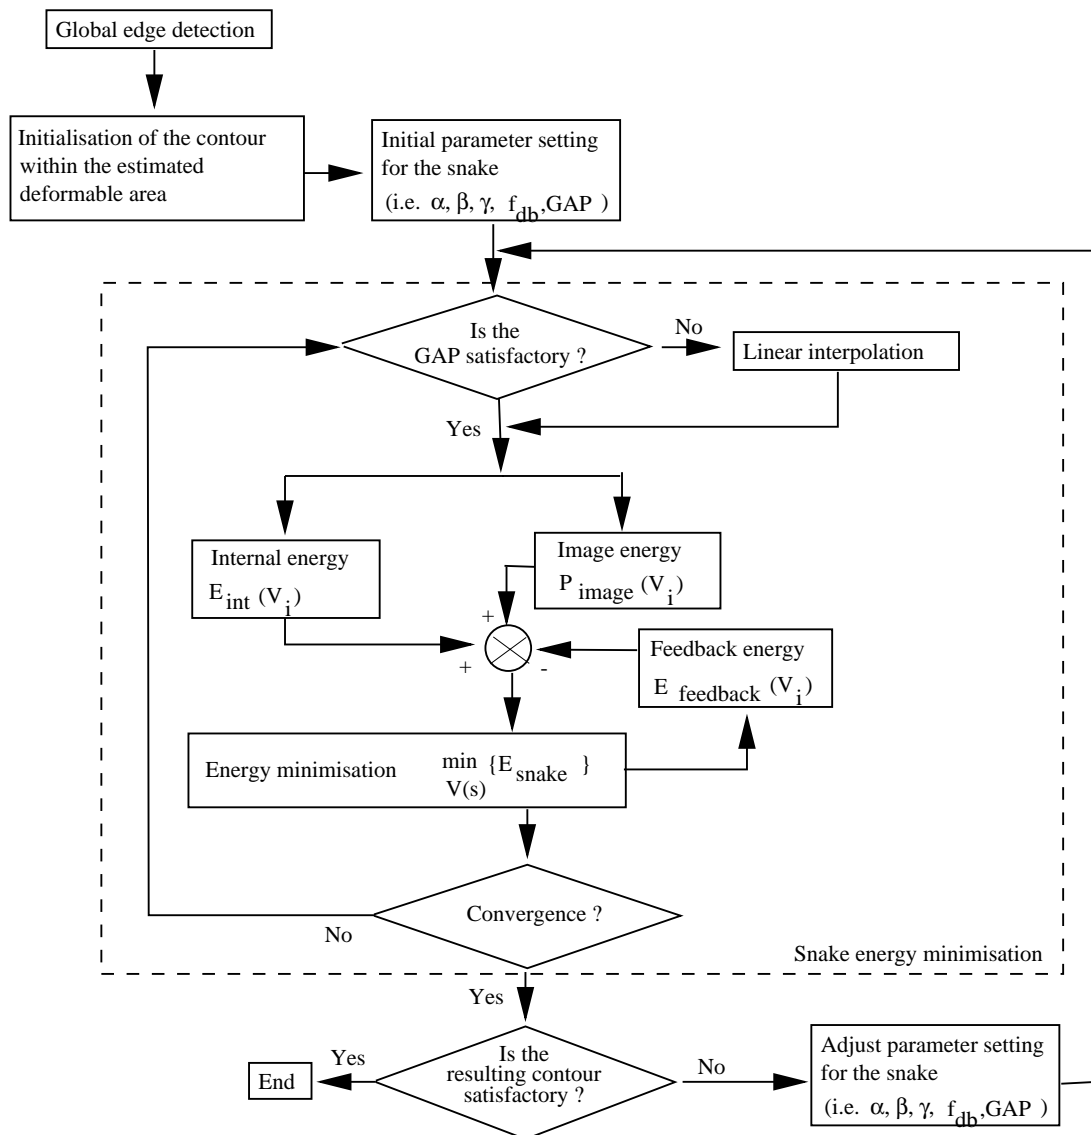 Global edge detection
Initialisation of the contour
within the estimated
deformable area
Initial parameter setting
for the snake
(i.e. α, β, γ, f_db,GAP )
Is the
GAP satisfactory ?
No
Linear interpolation
Yes
Internal energy
E_int (V_i)
Image energy
P_image (V_i)
+
+
-
Feedback energy
E_feedback (V_i)
Energy minimisation min {E_snake }
V(s)
Convergence ?
No
Snake energy minimisation
Yes
Is the
resulting contour
satisfactory ?
Yes
End
No
Adjust parameter setting
for the snake
(i.e. α, β, γ, f_db,GAP )